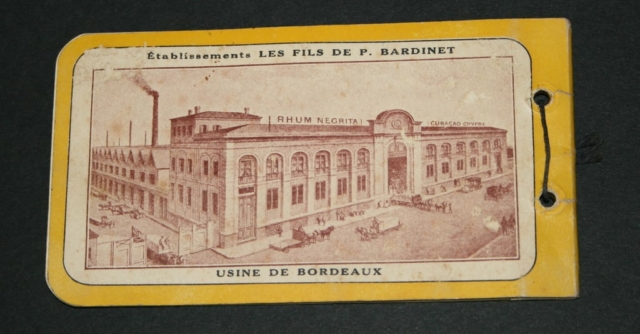 Établissements LES FILS DE P. BARDINET
RHUM NEGRITA
CURAÇAO
USINE DE BORDEAUX